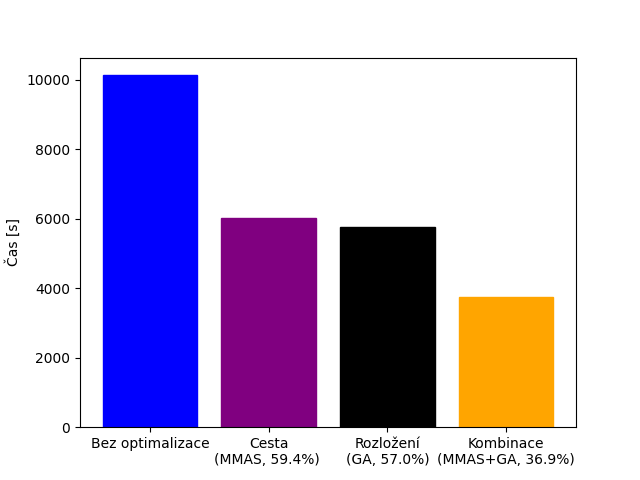 Čas [s]
10000
8000
6000
4000
2000
0
Bez optimalizace
Cesta
(MMAS, 59.4%)
Rozložení
(GA, 57.0%)
Kombinace
(MMAS+GA, 36.9%)